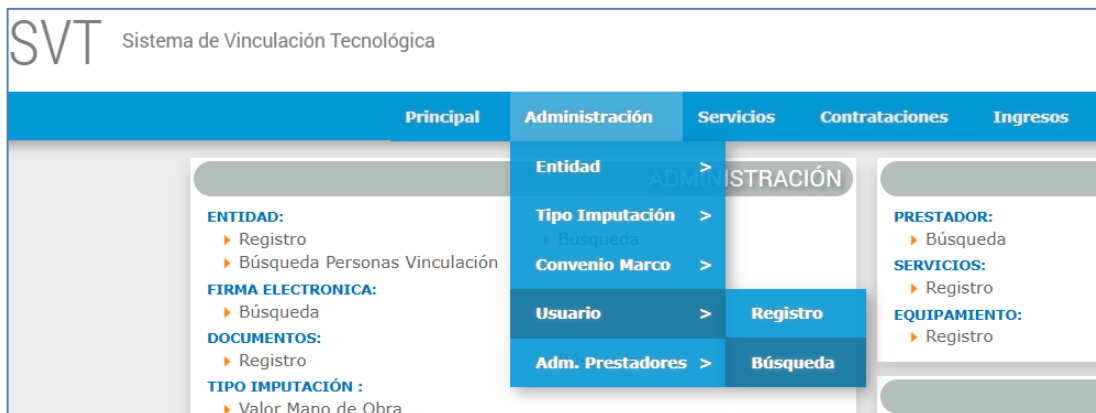 SVT Sistema de Vinculación Tecnológica
Principal Administración Servicios Contrataciones Ingresos
Entidad >
Tipo Imputación >
Convenio Marco >
Usuario > Registro
Adm. Prestadores > Búsqueda
ADMINISTRACIÓN
ENTIDAD:
Registro
Búsqueda
Búsqueda Personas Vinculación
FIRMA ELECTRONICA:
Búsqueda
DOCUMENTOS:
Registro
TIPO IMPUTACIÓN :
Valor Mano de Obra
PRESTADOR:
Búsqueda
SERVICIOS:
Registro
EQUIPAMIENTO:
Registro